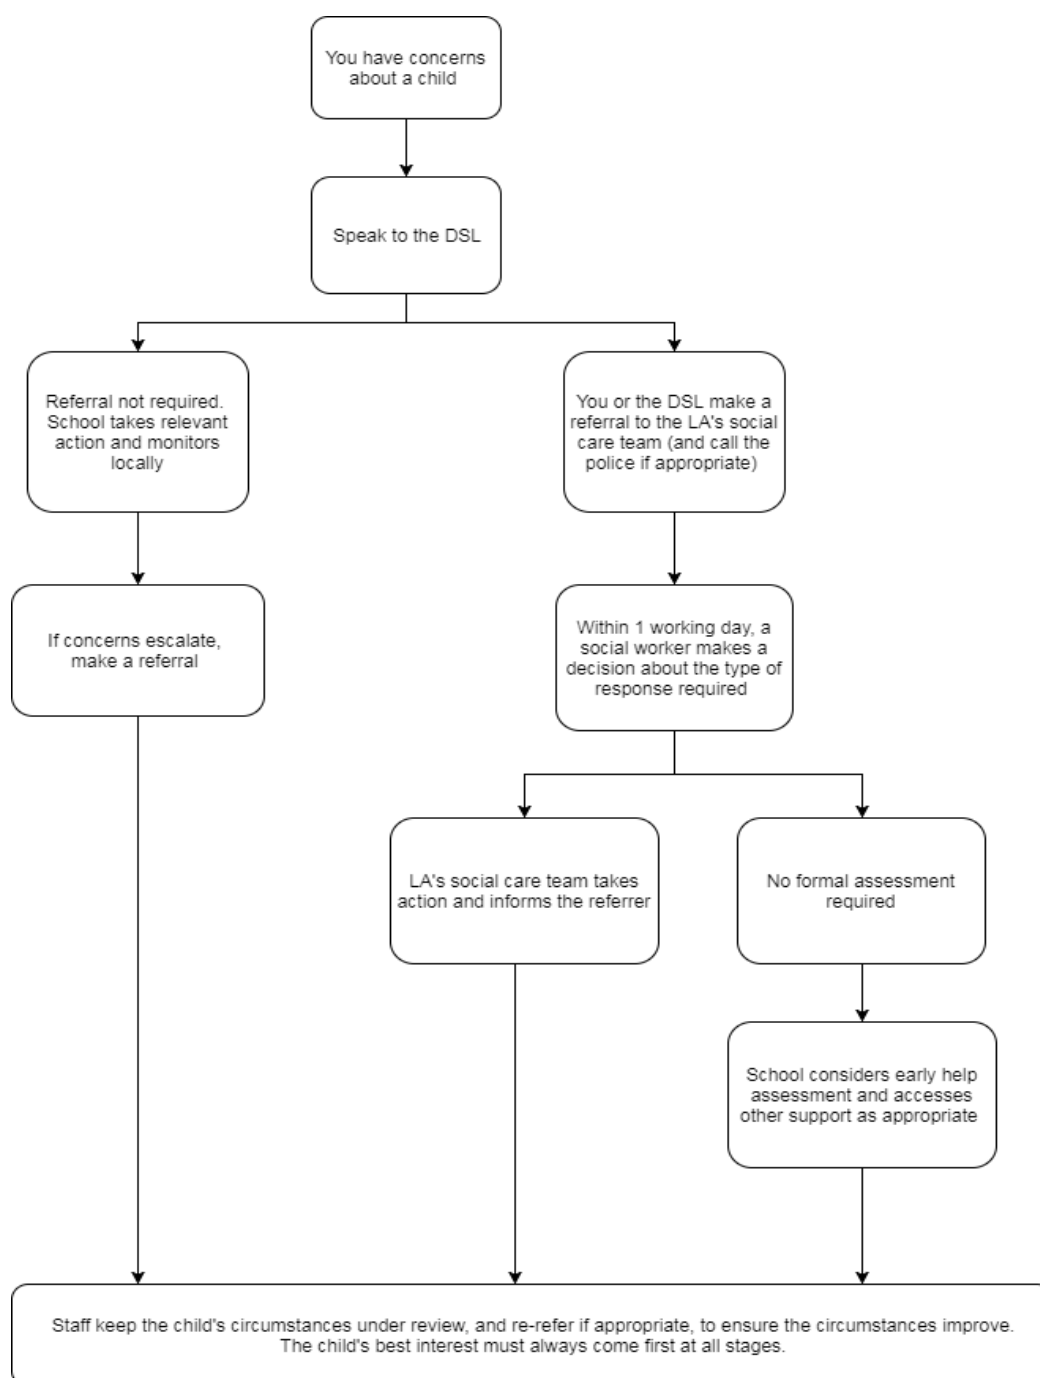 You have concerns
about a child
Speak to the DSL
Referral not required.
School takes relevant
action and monitors
locally
You or the DSL make a
referral to the LA's social
care team (and call the
police if appropriate)
If concerns escalate,
make a referral
Within 1 working day, a
social worker makes a
decision about the type of
response required
LA's social care team takes
action and informs the referrer
No formal assessment
required
School considers early help
assessment and accesses
other support as appropriate
Staff keep the child's circumstances under review, and re-refer if appropriate, to ensure the circumstances improve.
The child's best interest must always come first at all stages.